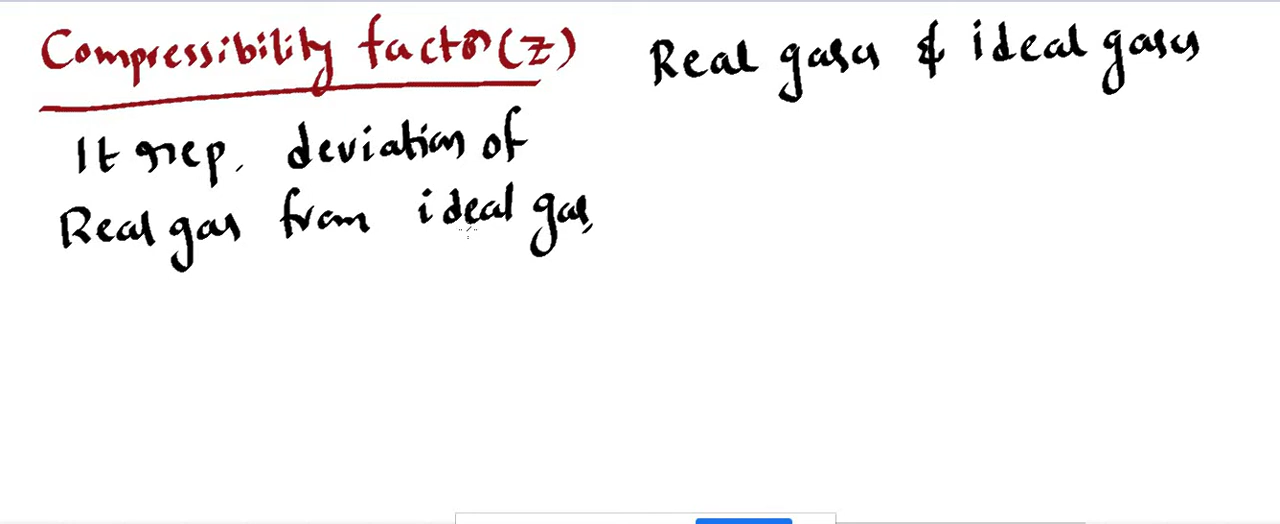 Compressibility factor(z)
Real gases & ideal gases
It rep. deviation of
Real gas from ideal gas,